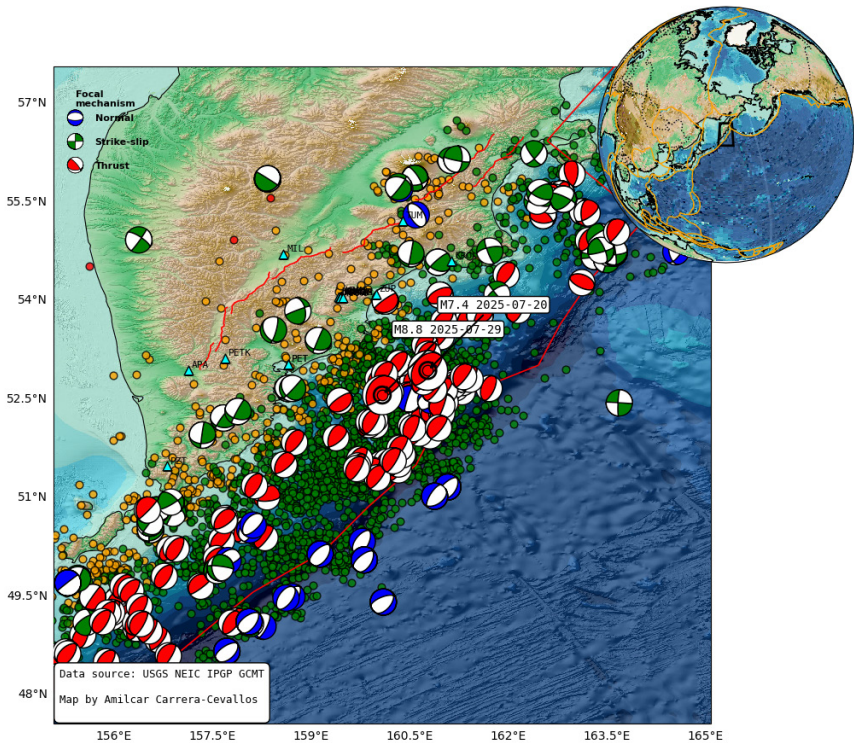 57°N
55.5°N
54°N
52.5°N
51°N
49.5°N
48°N
Focal
mechanism
Normal
Strike-slip
Thrust
MIL
PETK
PET
APA
M7.4 2025-07-20
M8.8 2025-07-29
Data source: USGS NEIC IPGP GCMT
Map by Amilcar Carrera-Cevallos
156°E
157.5°E
159°E
160.5°E
162°E
163.5°E
165°E